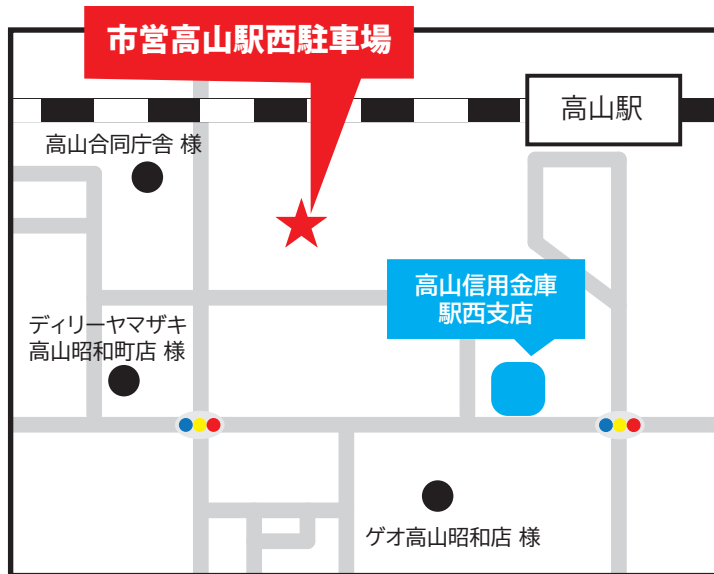 市営高山駅西駐車場
高山駅
高山合同庁舎 様
高山信用金庫
駅西支店
ディリーヤマザキ
高山昭和町店 様
ゲオ高山昭和店 様